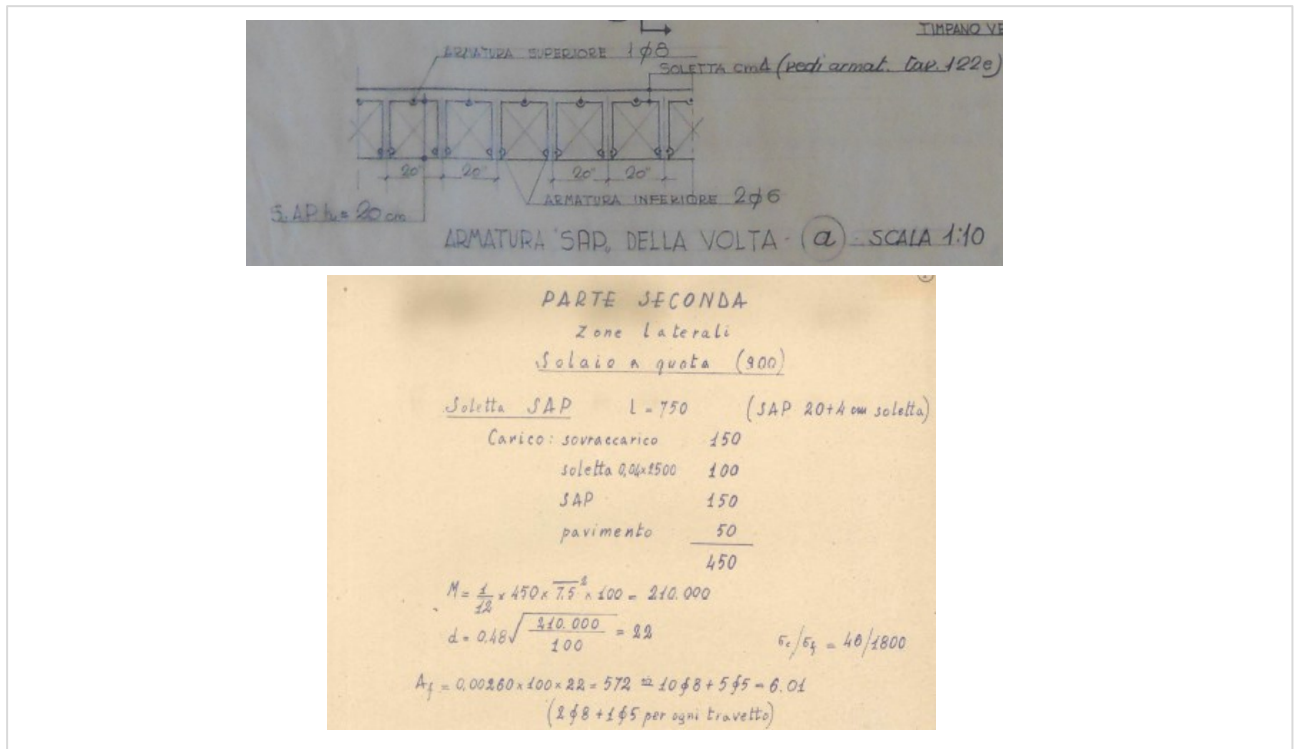 TIMPANO VE
ARMATURA SUPERIORE 1ϕ8
SOLETTA cm4 (vedi armat. tav. 122e)
20" 20" 20" 20"
ARMATURA INFERIORE 2ϕ6
S.A.P. h = 20 cm
ARMATURA SAP. DELLA VOLTA - (a) - SCALA 1:10
PARTE SECONDA
Zone laterali
Solaio a quota (900)
Soletta SAP l = 750 (SAP 20+4 cm soletta)
Carico: sovraccarico 150
soletta 0,04x2500 100
SAP 150
pavimento 50
450
M = 1/12 x 450 x 7.5² x 100 = 210.000
d = 0,48 √ 210.000 / 100 = 22 σc/σf = 40/1800
Af = 0,00260 x 100 x 22 = 572 ≅ 10ϕ8 + 5ϕ5 = 6.01
(2ϕ8 + 1ϕ5 per ogni travetto)